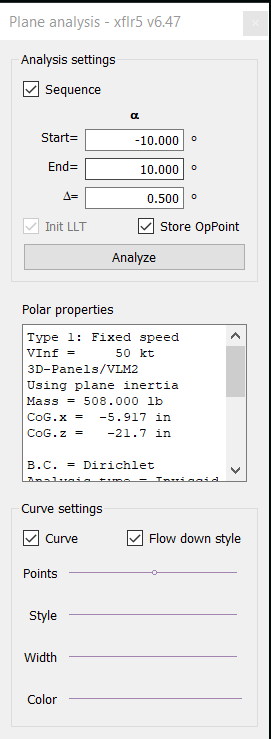 Plane analysis - xflr5 v6.47
Analysis settings
Sequence
α
Start= -10.000 °
End= 10.000 °
Δ= 0.500 °
Init LLT Store OpPoint
Analyze
Polar properties
Type 1: Fixed speed
VInf =     50 kt
3D-Panels/VLM2
Using plane inertia
Mass = 508.000 lb
CoG.x =  -5.917 in
CoG.z =   -21.7 in
B.C. = Dirichlet
Analysis type = Inviscid
Curve settings
Curve Flow down style
Points
Style
Width
Color